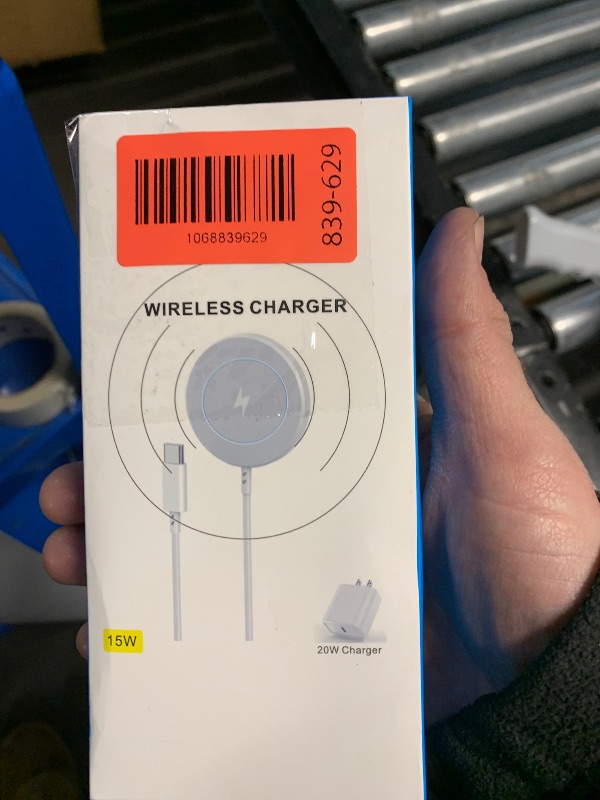 1068839629
839-629
WIRELESS CHARGER
15W
20W Charger